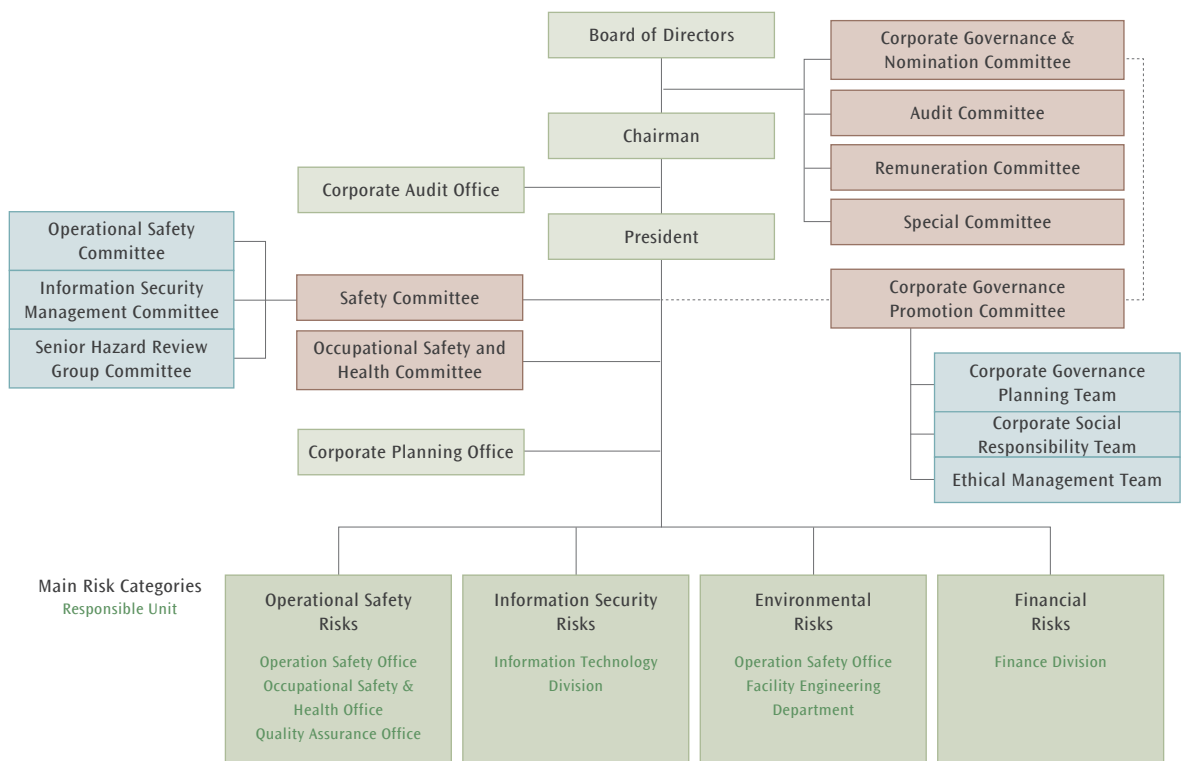 Board of Directors
Corporate Governance &
Nomination Committee
Audit Committee
Chairman
Remuneration Committee
Corporate Audit Office
Special Committee
President
Operational Safety
Committee
Information Security
Management Committee
Senior Hazard Review
Group Committee
Safety Committee
Corporate Governance
Promotion Committee
Occupational Safety and
Health Committee
Corporate Governance
Planning Team
Corporate Social
Responsibility Team
Ethical Management Team
Corporate Planning Office
Main Risk Categories
Responsible Unit
Operational Safety
Risks
Operation Safety Office
Occupational Safety &
Health Office
Quality Assurance Office
Information Security
Risks
Information Technology
Division
Environmental
Risks
Operation Safety Office
Facility Engineering
Department
Financial
Risks
Finance Division